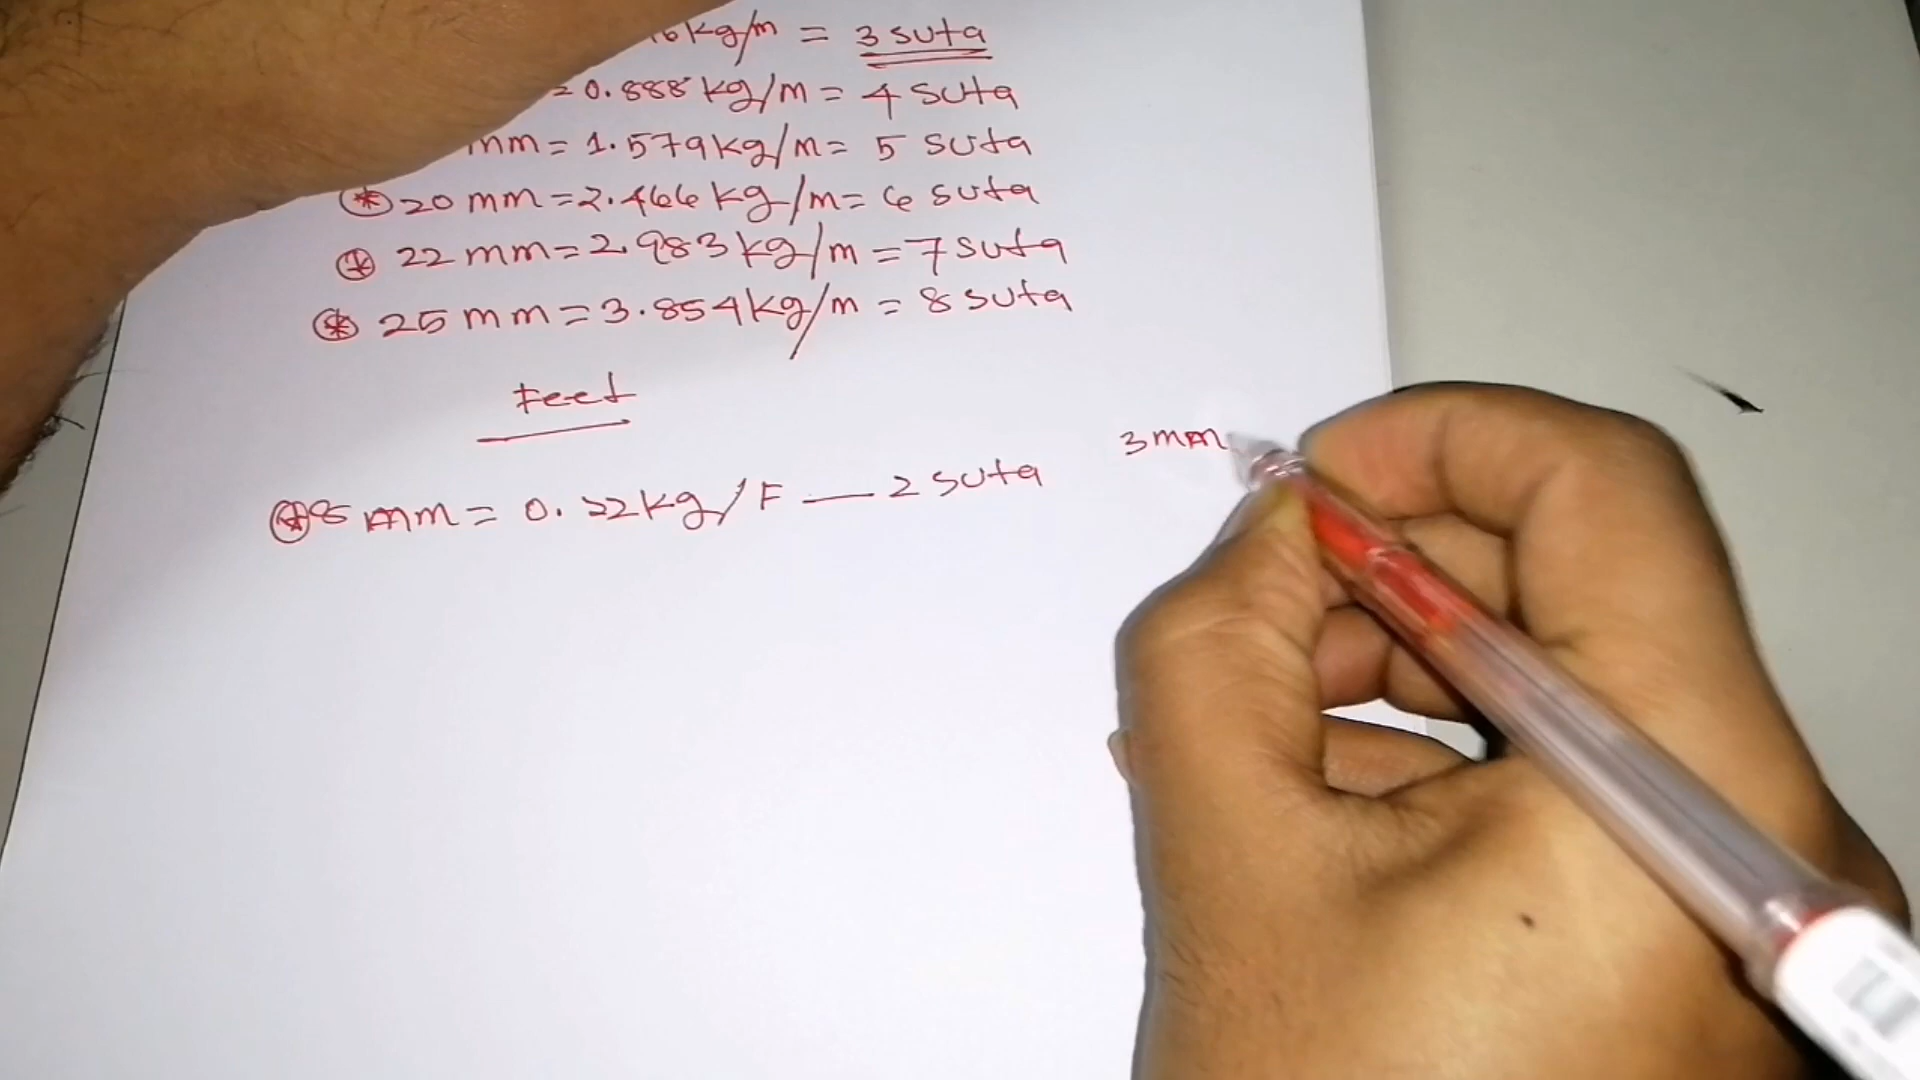 kg/m = 3 suta
= 0.888 kg/m = 4 suta
mm = 1.579 kg/m = 5 suta
* 20 mm = 2.466 kg/m = 6 suta
* 22 mm = 2.983 kg/m = 7 suta
* 25 mm = 3.854 kg/m = 8 suta
Feet
3 mm
* 8 mm = 0.22 kg/F — 2 suta